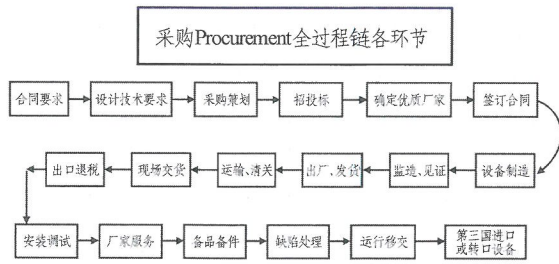 采购Procurement全过程链各环节
合同要求
设计技术要求
采购策划
招投标
确定优质厂家
签订合同
设备制造
监造、见证
出厂、发货
运输、清关
现场交货
出口退税
安装调试
厂家服务
备品备件
缺陷处理
运行移交
第三国进口
或转口设备